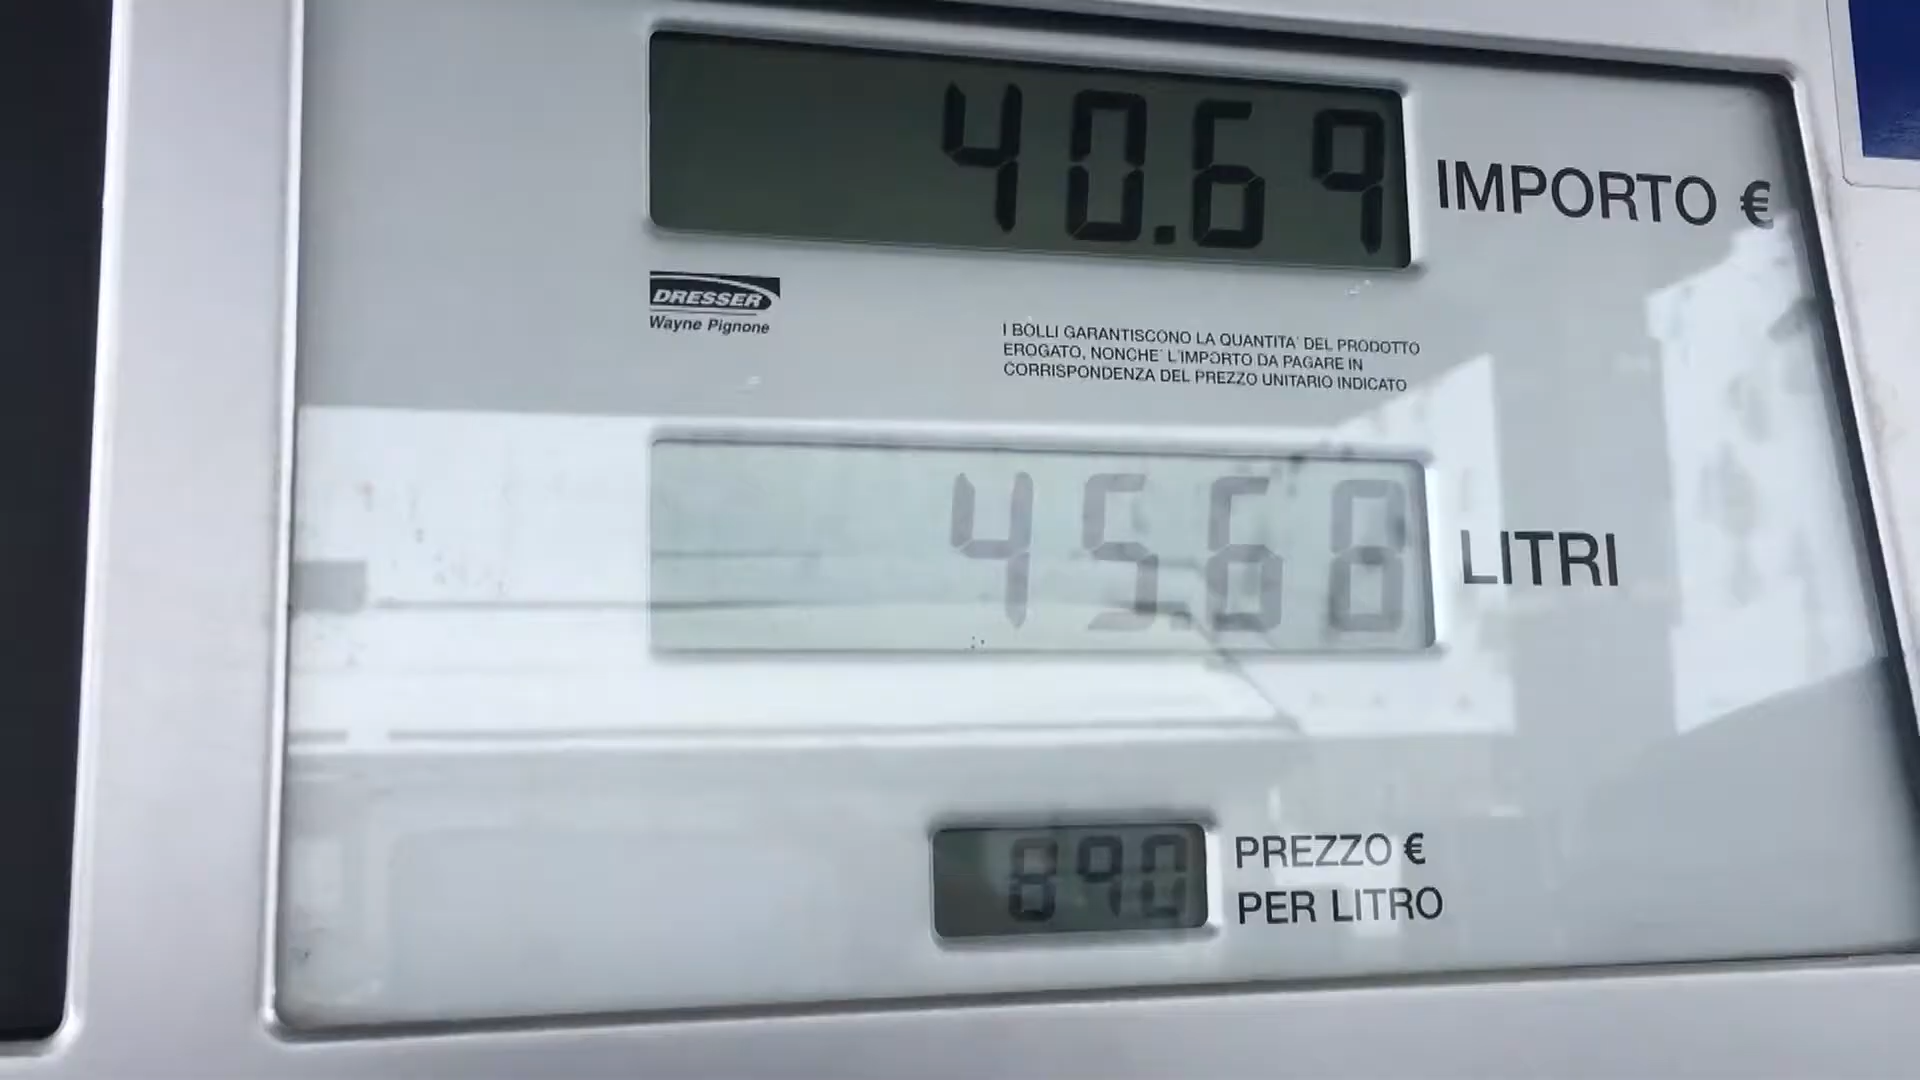 40.69
IMPORTO €
DRESSER
Wayne Pignone
I BOLLI GARANTISCONO LA QUANTITA' DEL PRODOTTO
EROGATO, NONCHE' L'IMPORTO DA PAGARE IN
CORRISPONDENZA DEL PREZZO UNITARIO INDICATO
45.68
LITRI
890
PREZZO €
PER LITRO